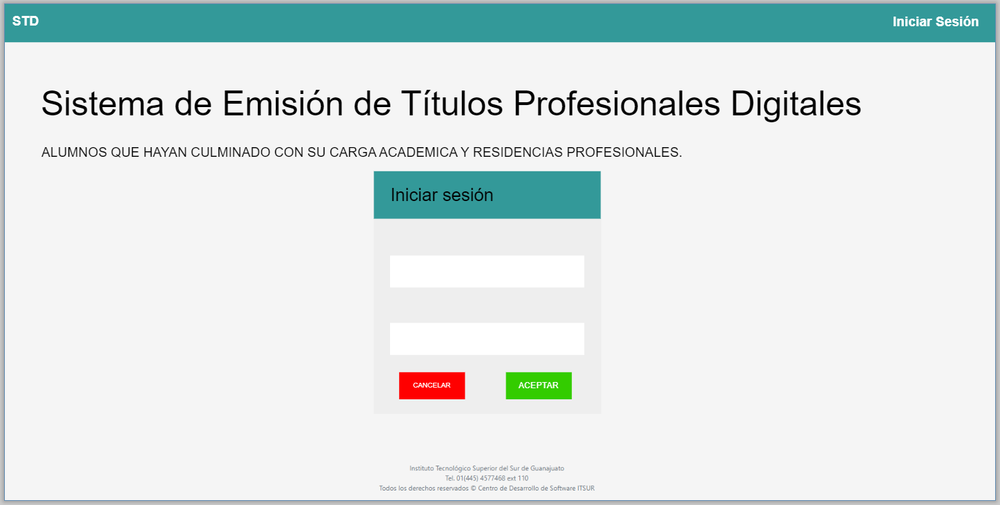 STD
Iniciar Sesión
Sistema de Emisión de Títulos Profesionales Digitales
ALUMNOS QUE HAYAN CULMINADO CON SU CARGA ACADEMICA Y RESIDENCIAS PROFESIONALES.
Iniciar sesión
CANCELAR
ACEPTAR
Instituto Tecnológico Superior del Sur de Guanajuato
Tel. 01(445) 4577468 ext 110
Todos los derechos reservados © Centro de Desarrollo de Software ITSUR